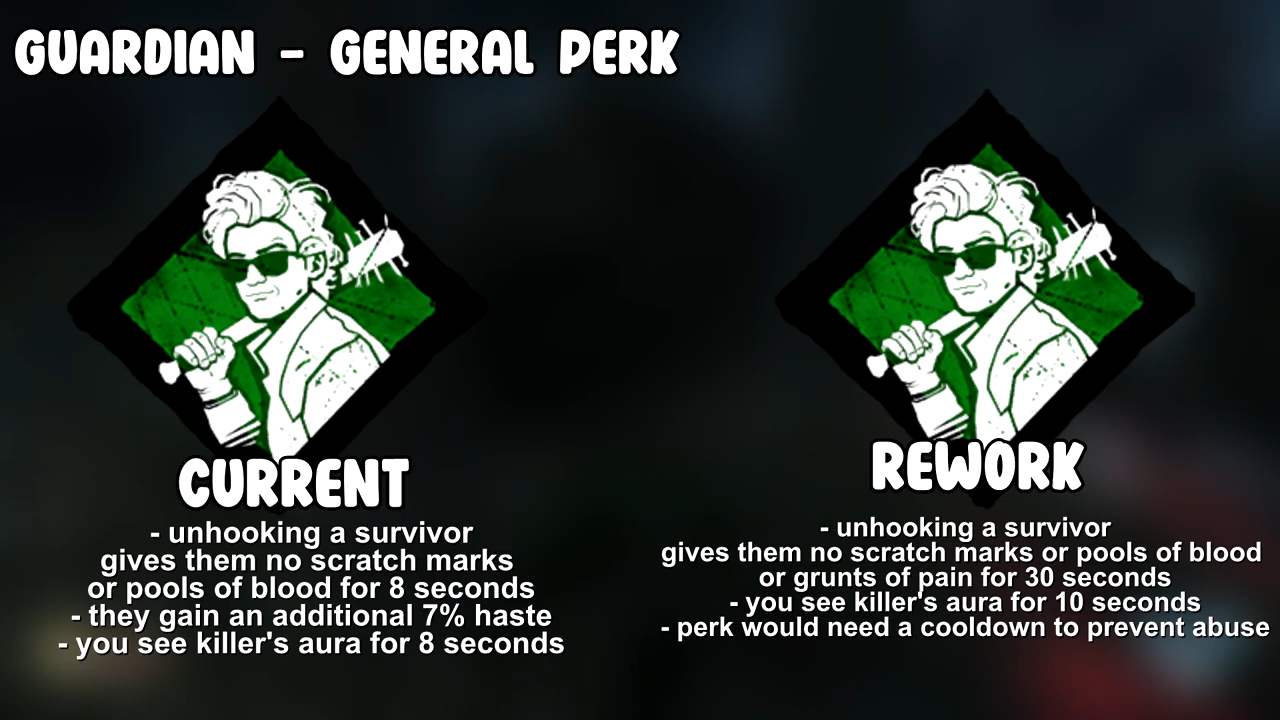 GUARDIAN - GENERAL PERK
CURRENT
- unhooking a survivor
gives them no scratch marks
or pools of blood for 8 seconds
- they gain an additional 7% haste
- you see killer's aura for 8 seconds
REWORK
- unhooking a survivor
gives them no scratch marks or pools of blood
or grunts of pain for 30 seconds
- you see killer's aura for 10 seconds
- perk would need a cooldown to prevent abuse